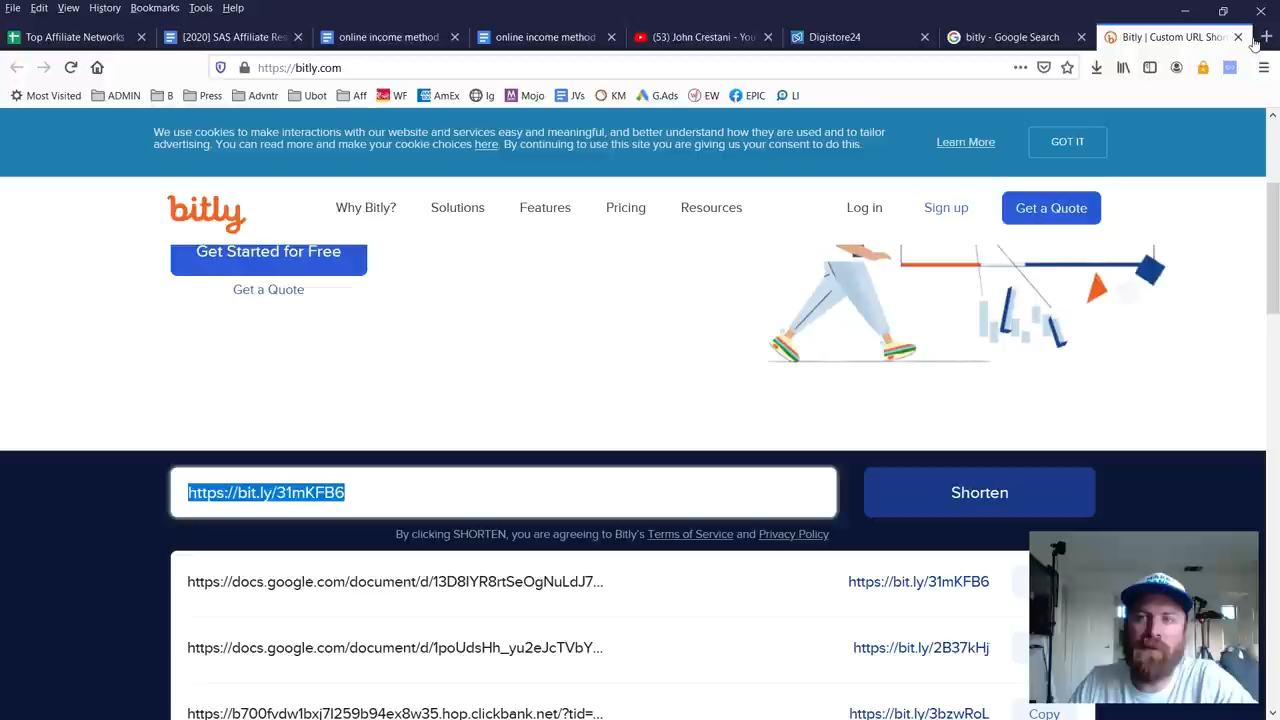 File Edit View History Bookmarks Tools Help
Top Affiliate Networks
[2020] SAS Affiliate Res
online income method
online income method
(53) John Crestani - You
Digistore24
bitly - Google Search
Bitly | Custom URL Shor
https://bitly.com
Most Visited ADMIN B Press Advntr Ubot Aff WF AmEx Ig Mojo JVs KM G.Ads EW EPIC LI
We use cookies to make interactions with our website and services easy and meaningful, and better understand how they are used and to tailor
advertising. You can read more and make your cookie choices here. By continuing to use this site you are giving us your consent to do this.
Learn More
GOT IT
bitly
Why Bitly? Solutions Features Pricing Resources Log in Sign up Get a Quote
Get Started for Free
Get a Quote
https://bit.ly/31mKFB6
Shorten
By clicking SHORTEN, you are agreeing to Bitly's Terms of Service and Privacy Policy
https://docs.google.com/document/d/13D8lYR8rtSeOgNuLdJ7... https://bit.ly/31mKFB6
https://docs.google.com/document/d/1poUdsHh_yu2eJcTVbY... https://bit.ly/2B37kHj
https://b700fvdw1bxj7l259b94ex8w35.hop.clickbank.net/?tid=... https://bit.ly/3bzwRoL Copy